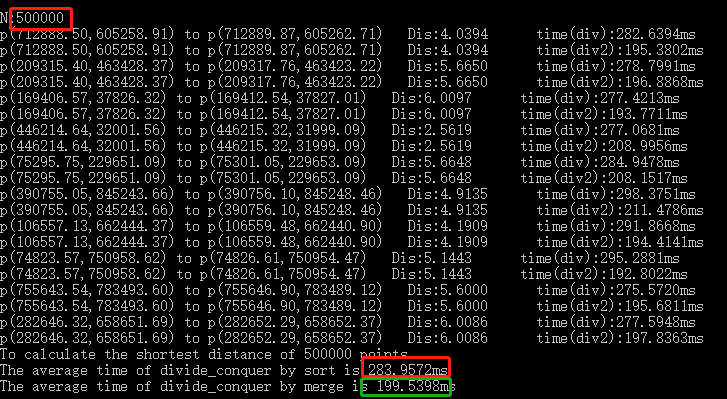 N:500000
p(712888.50,605258.91) to p(712889.87,605262.71) Dis:4.0394 time(div):282.6394ms
p(712888.50,605258.91) to p(712889.87,605262.71) Dis:4.0394 time(div2):195.3802ms
p(209315.40,463428.37) to p(209317.76,463423.22) Dis:5.6650 time(div):278.7991ms
p(209315.40,463428.37) to p(209317.76,463423.22) Dis:5.6650 time(div2):196.8868ms
p(169406.57,37826.32) to p(169412.54,37827.01) Dis:6.0097 time(div):277.4213ms
p(169406.57,37826.32) to p(169412.54,37827.01) Dis:6.0097 time(div2):193.7711ms
p(446214.64,32001.56) to p(446215.32,31999.09) Dis:2.5619 time(div):277.0681ms
p(446214.64,32001.56) to p(446215.32,31999.09) Dis:2.5619 time(div2):208.9956ms
p(75295.75,229651.09) to p(75301.05,229653.09) Dis:5.6648 time(div):284.9478ms
p(75295.75,229651.09) to p(75301.05,229653.09) Dis:5.6648 time(div2):208.1517ms
p(390755.05,845243.66) to p(390756.10,845248.46) Dis:4.9135 time(div):298.3751ms
p(390755.05,845243.66) to p(390756.10,845248.46) Dis:4.9135 time(div2):211.4786ms
p(106557.13,662444.37) to p(106559.48,662440.90) Dis:4.1909 time(div):291.8668ms
p(106557.13,662444.37) to p(106559.48,662440.90) Dis:4.1909 time(div2):194.4141ms
p(74823.57,750958.62) to p(74826.61,750954.47) Dis:5.1443 time(div):295.2881ms
p(74823.57,750958.62) to p(74826.61,750954.47) Dis:5.1443 time(div2):192.8022ms
p(755643.54,783493.60) to p(755646.90,783489.12) Dis:5.6000 time(div):275.5720ms
p(755643.54,783493.60) to p(755646.90,783489.12) Dis:5.6000 time(div2):195.6811ms
p(282646.32,658651.69) to p(282652.29,658652.37) Dis:6.0086 time(div):277.5948ms
p(282646.32,658651.69) to p(282652.29,658652.37) Dis:6.0086 time(div2):197.8363ms
To calculate the shortest distance of 500000 points
The average time of divide_conquer by sort is 283.9572ms
The average time of divide_conquer by merge is 199.5398ms